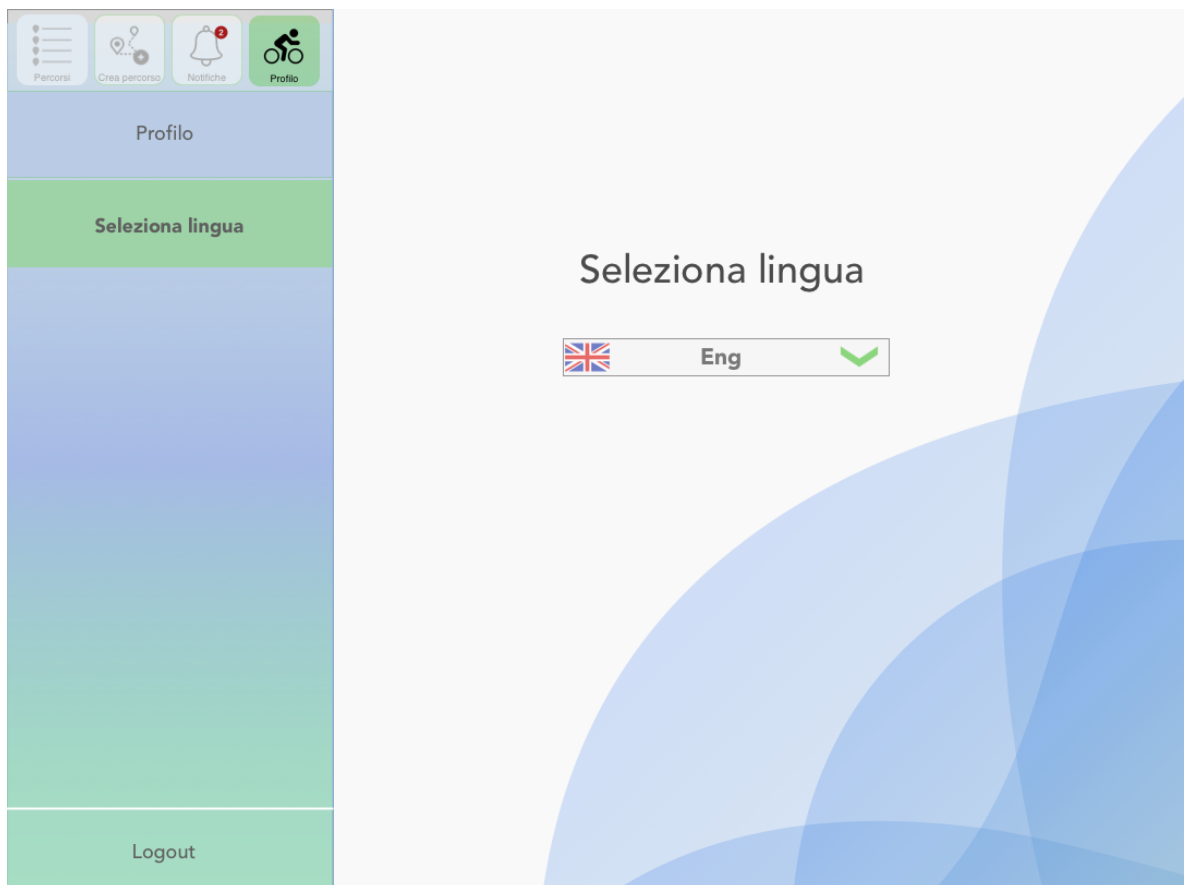 2
Percorsi
Crea percorso
Notifiche
Profilo
Profilo
Seleziona lingua
Seleziona lingua
Eng
Logout